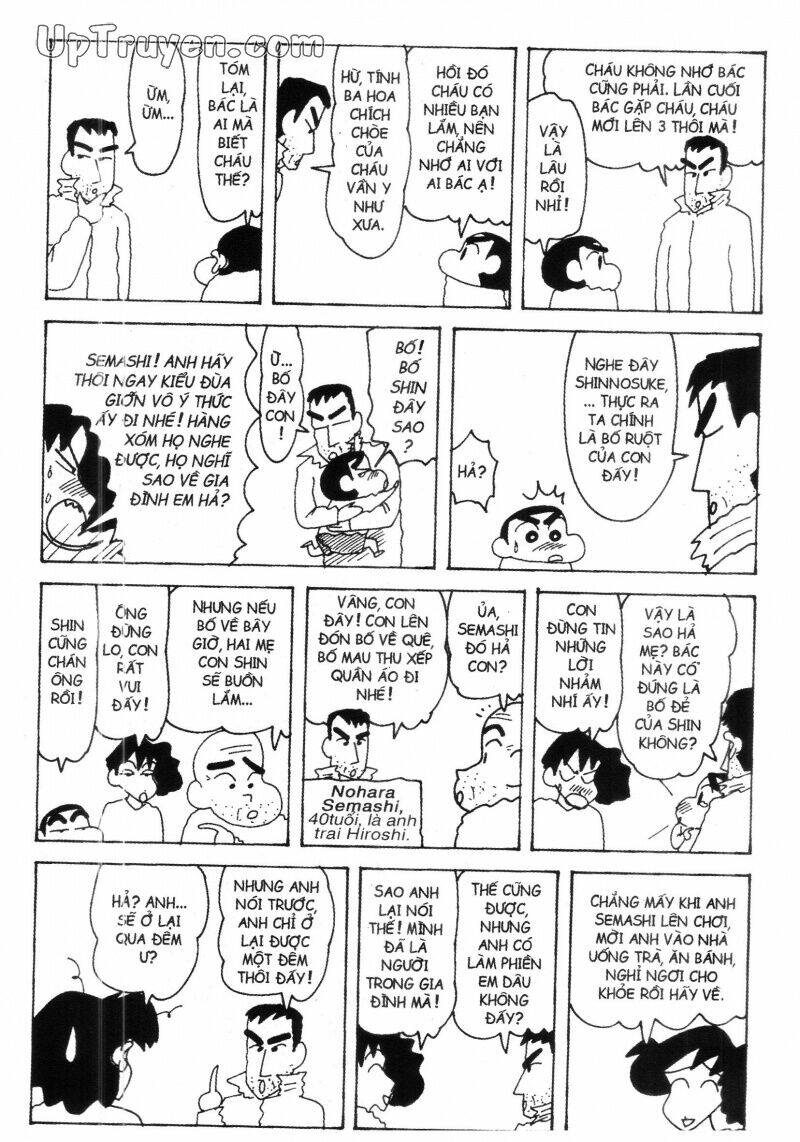 UpTruyen.com
CHÁU KHÔNG NHỚ BÁC
CŨNG PHẢI. LẦN CUỐI
BÁC GẶP CHÁU, CHÁU
MỚI LÊN 3 THÔI MÀ!
VẬY
LÀ
LÂU
RỒI
NHỈ!
HỒI ĐÓ
CHÁU CÓ
NHIỀU BẠN
LẮM, NÊN
CHẲNG
NHỚ AI VỚI
AI BÁC Ạ!
HỪ, TÍNH
BA HOA
CHÍCH
CHÒE
CỦA
CHÁU
VẪN Y
NHƯ
XƯA.
TÓM
LẠI,
BÁC LÀ
AI MÀ
BIẾT
CHÁU
THẾ?
ỪM,
ỪM...
NGHE ĐÂY
SHINNOSUKE,
... THỰC RA
TA CHÍNH
LÀ BỐ RUỘT
CỦA CON
ĐẤY!
HẢ?
BỐ!
BỐ
SHIN
ĐÂY
SAO
?
Ừ...
BỐ
ĐÂY
CON
!
SEMASHI! ANH HÃY
THÔI NGAY KIỂU ĐÙA
GIỠN VÔ Ý THỨC
ẤY ĐI NHÉ! HÀNG
XÓM HỌ NGHE
ĐƯỢC, HỌ NGHĨ
SAO VỀ GIA
ĐÌNH EM HẢ?
VẬY LÀ
SAO HẢ
MẸ? BÁC
NÀY CÓ
ĐÚNG LÀ
BỐ ĐẺ
CỦA SHIN
KHÔNG?
CON
ĐỪNG TIN
NHỮNG
LỜI
NHẢM
NHÍ ẤY!
ỦA,
SEMASHI
ĐÓ HẢ
CON?
VÂNG, CON
ĐÂY! CON LÊN
ĐÓN BỐ VỀ QUÊ,
BỐ MAU THU XẾP
QUẦN ÁO ĐI
NHÉ!
Nohara
Semashi,
40tuổi, là anh
trai Hiroshi.
NHƯNG NẾU
BỐ VỀ BÂY
GIỜ, HAI MẸ
CON SHIN
SẼ BUỒN
LẮM...
ÔNG
ĐỪNG
LO, CON
RẤT
VUI
ĐẤY!
SHIN
CŨNG
CHÁN
ÔNG
RỒI!
CHẲNG MẤY KHI ANH
SEMASHI LÊN CHƠI,
MỜI ANH VÀO NHÀ
UỐNG TRÀ, ĂN BÁNH,
NGHỈ NGƠI CHO
KHỎE RỒI HÃY VỀ.
THẾ CŨNG
ĐƯỢC,
NHƯNG
ANH CÓ
LÀM PHIỀN
EM DÂU
KHÔNG
ĐẤY?
SAO ANH
LẠI NÓI
THẾ! MÌNH
ĐÃ LÀ
NGƯỜI
TRONG GIA
ĐÌNH MÀ!
NHƯNG ANH
NÓI TRƯỚC,
ANH CHỈ Ở
LẠI ĐƯỢC
MỘT ĐÊM
THÔI ĐẤY!
HẢ? ANH...
SẼ Ở LẠI
QUA ĐÊM
Ư?